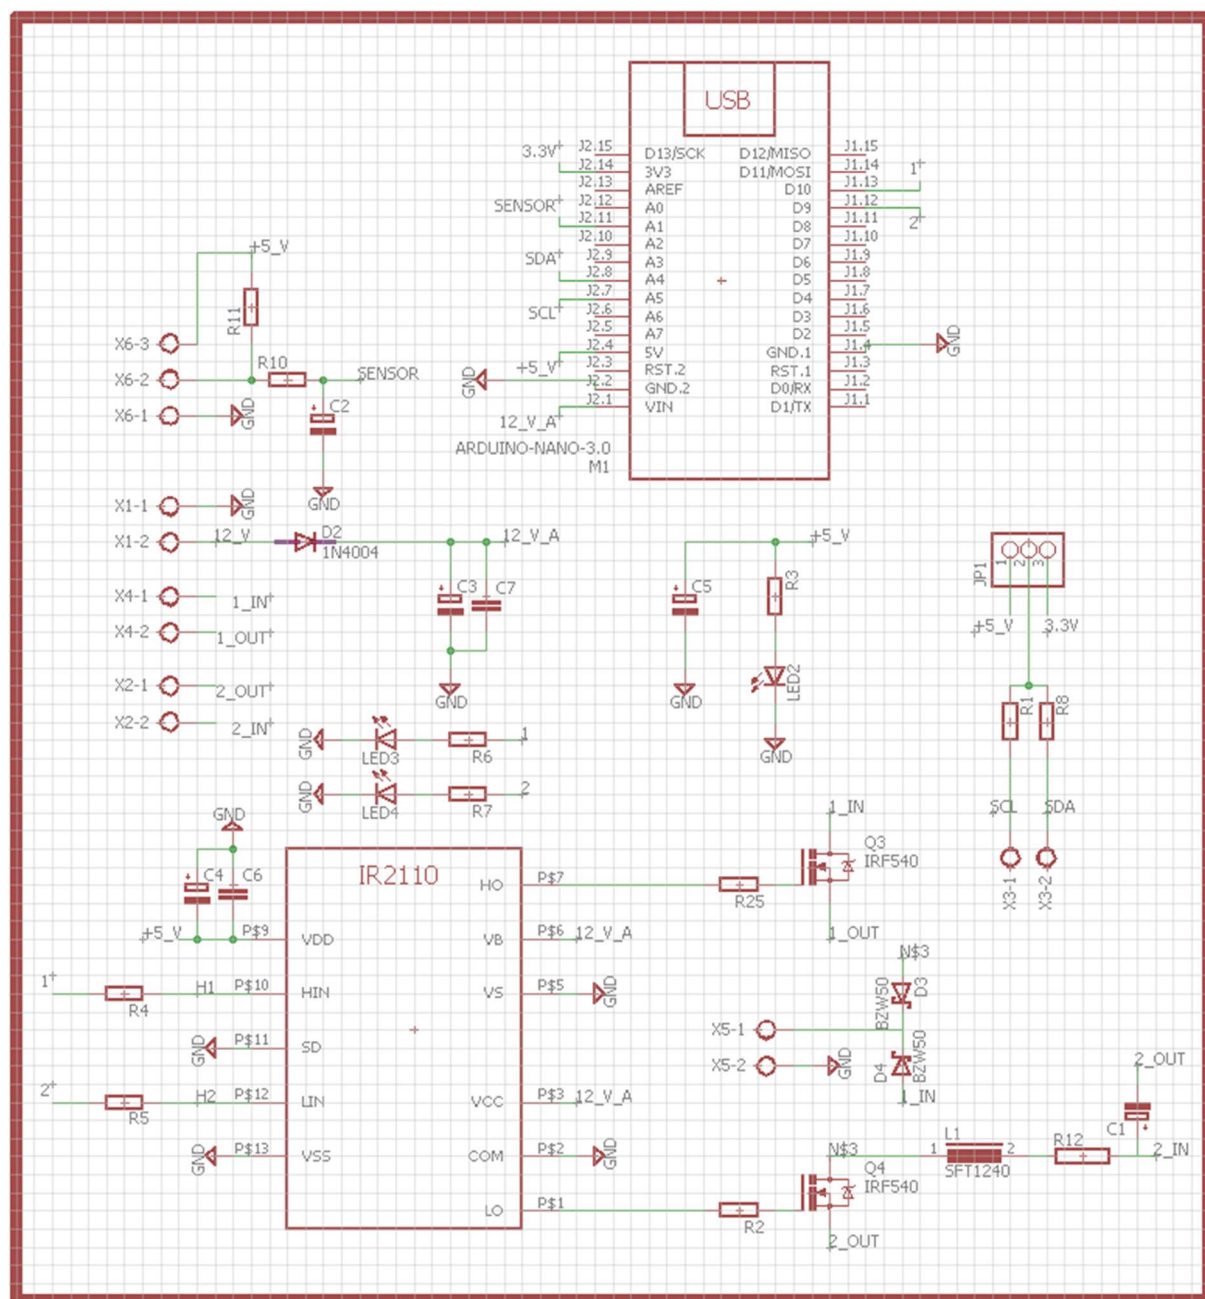 USB
3.3V
J2.15 D13/SCK D12/MISO J1.15
J2.14 3V3 D11/MOSI J1.14
1
J2.13 AREF D10 J1.13
SENSOR J2.12 A0 D9 J1.12
J2.11 A1 D8 J1.11
2
J2.10 A2 D7 J1.10
SDA J2.9 A3 D6 J1.9
J2.8 A4 D5 J1.8
J2.7 A5 D4 J1.7
SCL J2.6 A6 D3 J1.6
J2.5 A7 D2 J1.5
J2.4 5V GND.1 J1.4 GND
+5_V J2.3 RST.2 RST.1 J1.3
GND J2.2 GND.2 D0/RX J1.2
J2.1 VIN D1/TX J1.1
12_V_A
ARDUINO-NANO-3.0
M1
+5_V
R11
X6-3
X6-2 R10 SENSOR
X6-1 GND C2
GND
X1-1 GND
X1-2 12_V D2 12_V_A
1N4004
X4-1 1_IN
X4-2 1_OUT
X2-1 2_OUT
X2-2 2_IN
C3 C7
GND
+5_V
C5 R3
LED2
GND
GND
JP1
1 2 3
+5_V 3.3V
R1 R8
SCL SDA
X3-1 X3-2
GND LED3 R6 1
GND LED4 R7 2
GND
C4 C6
+5_V
IR2110
P$9 VDD
1 R4 H1 P$10 HIN
GND P$11 SD
2 R5 H2 P$12 LIN
GND P$13 VSS
HO P$7
VB P$6 12_V_A
VS P$5 GND
VCC P$3 12_V_A
COM P$2 GND
LO P$1
1_IN
Q3
IRF540
R25
1_OUT
N$3
BZW50 D3
X5-1
X5-2 GND D4 BZW50
1_IN
2_OUT
C1
N$3 1 L1 2 R12 2_IN
SFT1240
Q4
IRF540
R2
2_OUT